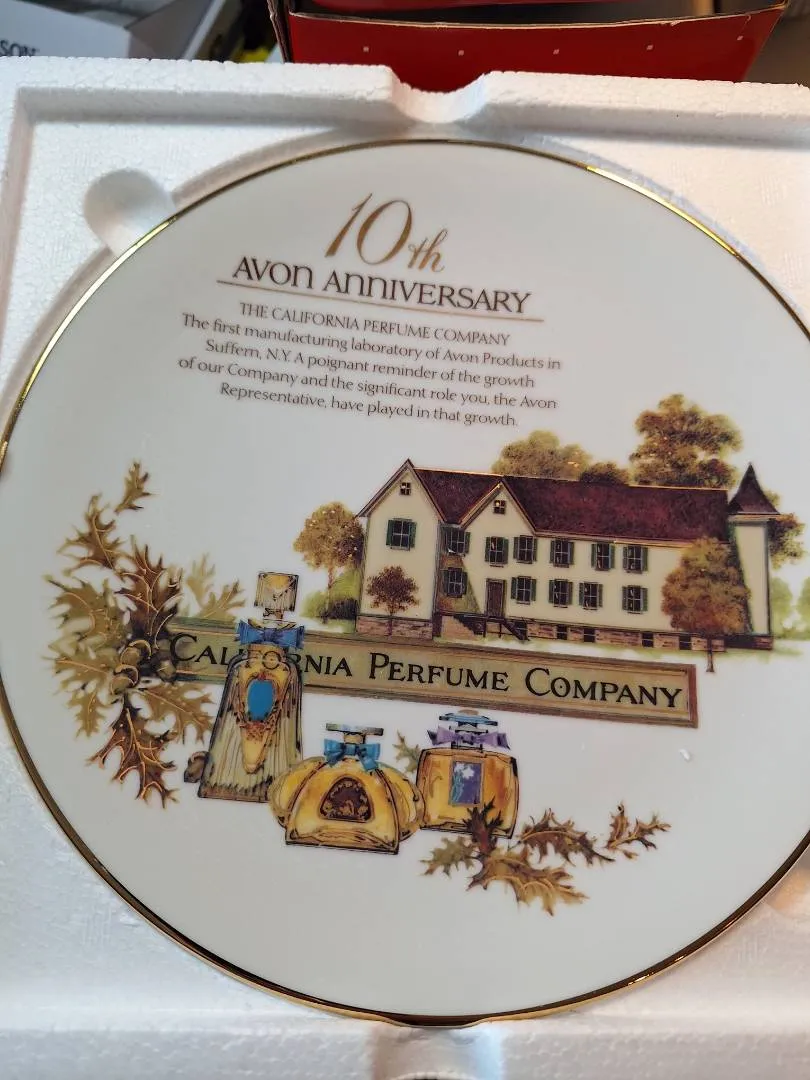 SON
10th
AVON ANNIVERSARY
THE CALIFORNIA PERFUME COMPANY
The first manufacturing laboratory of Avon Products in
Suffern, N.Y. A poignant reminder of the growth
of our Company and the significant role you, the Avon
Representative, have played in that growth.
CALIFORNIA PERFUME COMPANY